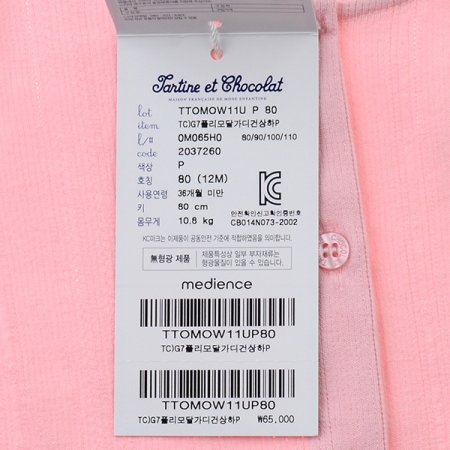 Tartine et Chocolat
MAISON FRANÇAISE DE MODE ENFANTINE
lot TTOMOW11U P 80
item TC)G7플리모달가디건상하P
l/# 0M065H0 80/90/100/110
code 2037260
색상 P
호칭 80 (12M)
사용연령 36개월 미만
키 80 cm
몸무게 10.8 kg
안전확인신고확인증번호
CB014N073-2002
KC마크는 이제품이 공통안전 기준에 적합하였음을 의미합니다.
無형광 제품
제품특성상 일부 부자재류는
형광물질이 있을 수 있습니다
medience
TTOMOW11UP80
TC)G7플리모달가디건상하P
TTOMOW11UP80
TC)G7플리모달가디건상하P ₩65,000